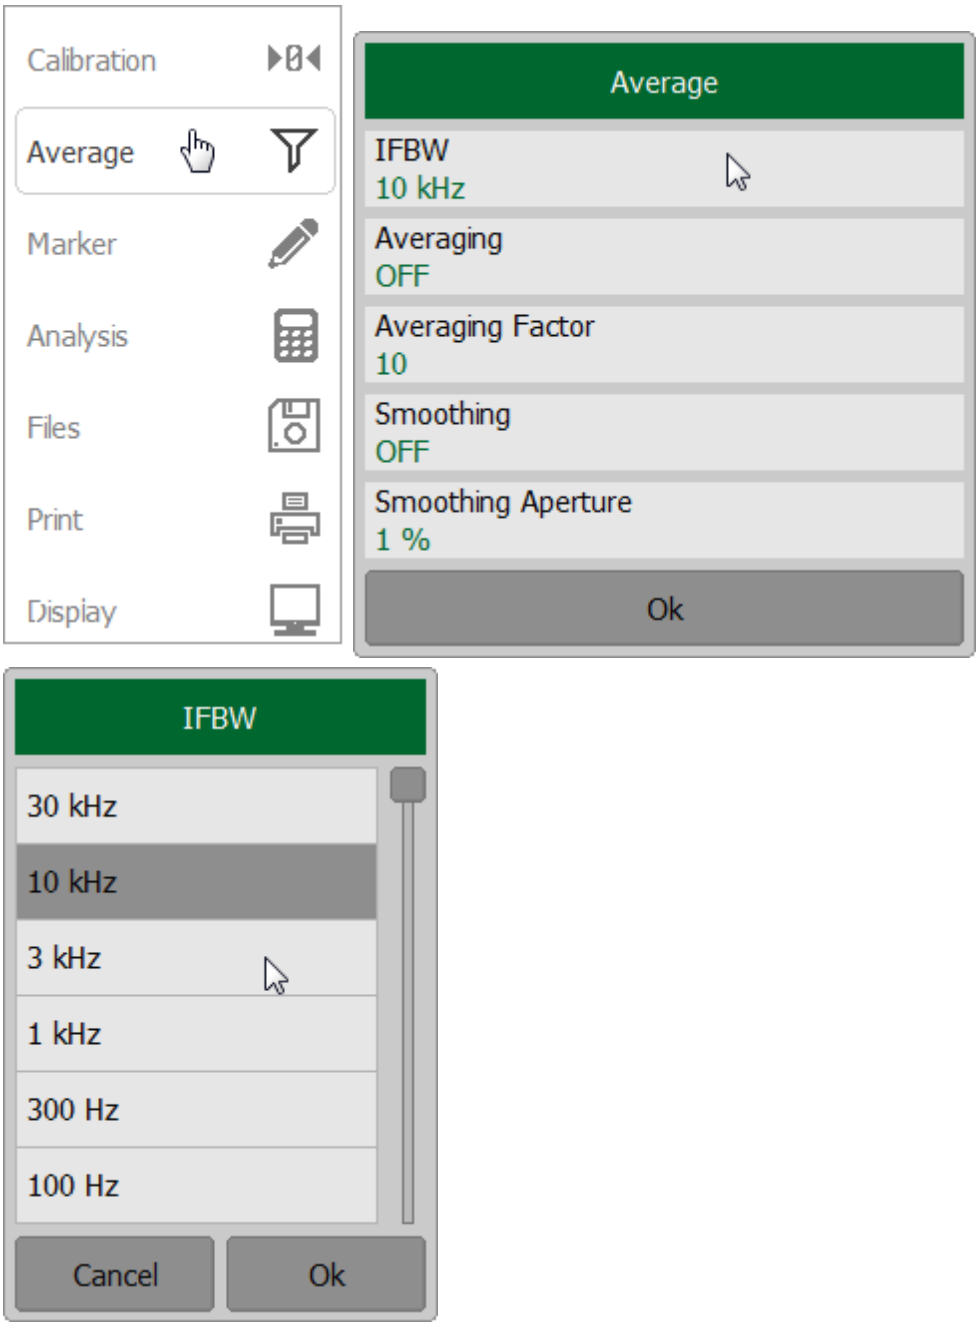 Calibration
Average
Marker
Analysis
Files
Print
Display
Average
IFBW
10 kHz
Averaging
OFF
Averaging Factor
10
Smoothing
OFF
Smoothing Aperture
1 %
Ok
IFBW
30 kHz
10 kHz
3 kHz
1 kHz
300 Hz
100 Hz
Cancel
Ok